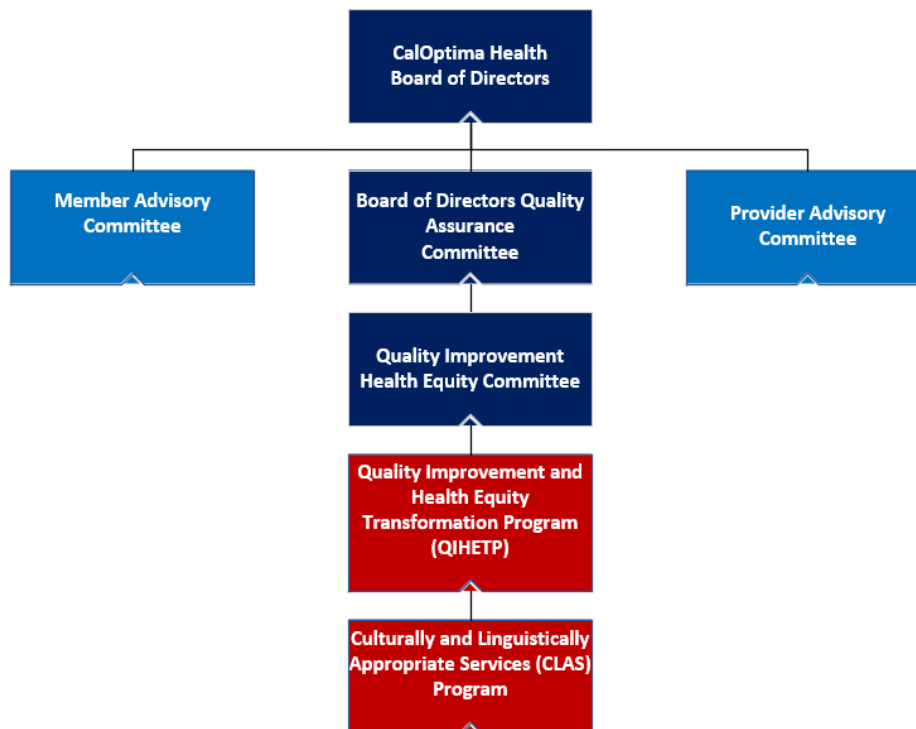 CalOptima Health
Board of Directors
Member Advisory
Committee
Board of Directors Quality
Assurance
Committee
Provider Advisory
Committee
Quality Improvement
Health Equity Committee
Quality Improvement and
Health Equity
Transformation Program
(QIHETP)
Culturally and Linguistically
Appropriate Services (CLAS)
Program